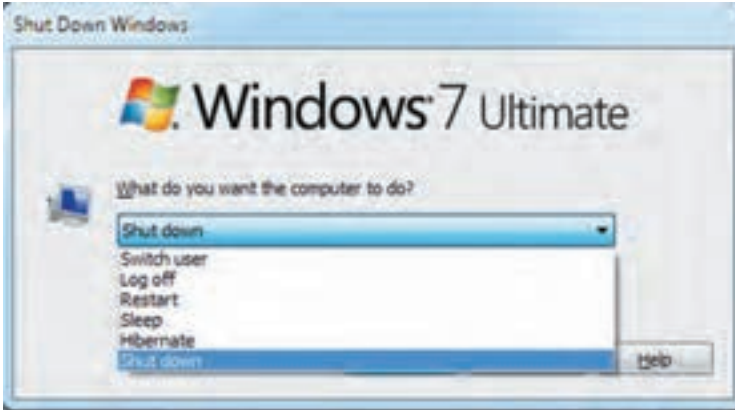 Shut Down Windows
Windows 7 Ultimate
What do you want the computer to do?
Shut down
Switch user
Log off
Restart
Sleep
Hibernate
Shut down
Help